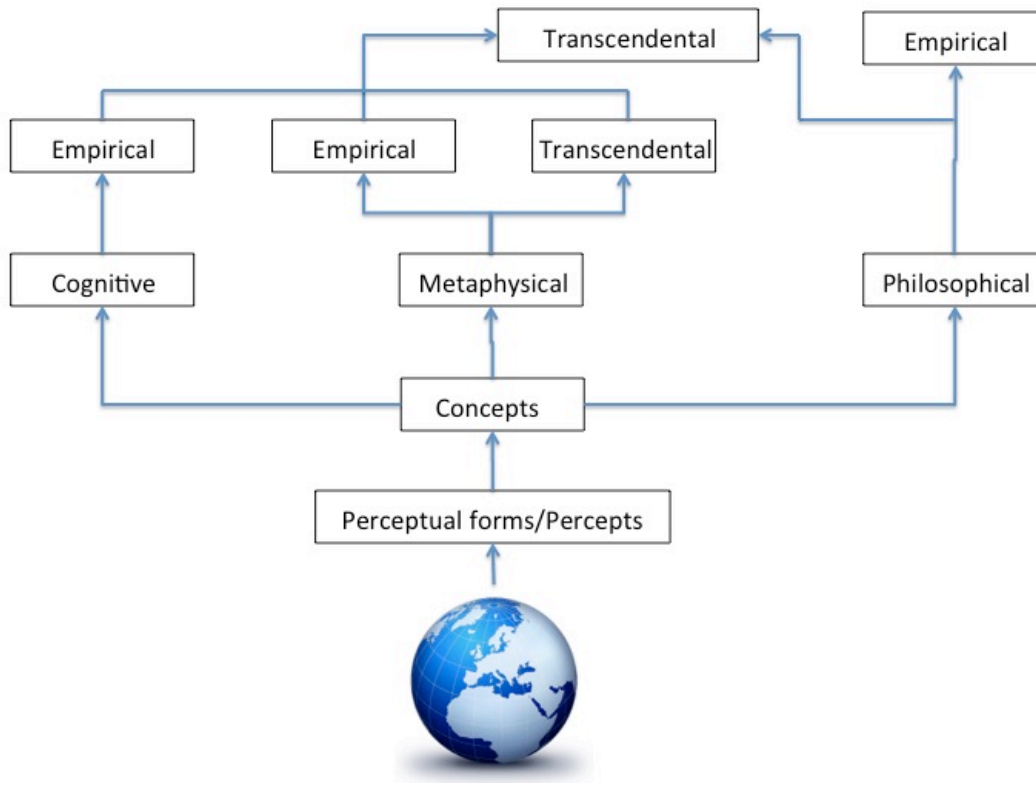 Transcendental
Empirical
Empirical
Empirical
Transcendental
Cognitive
Metaphysical
Philosophical
Concepts
Perceptual forms/Percepts